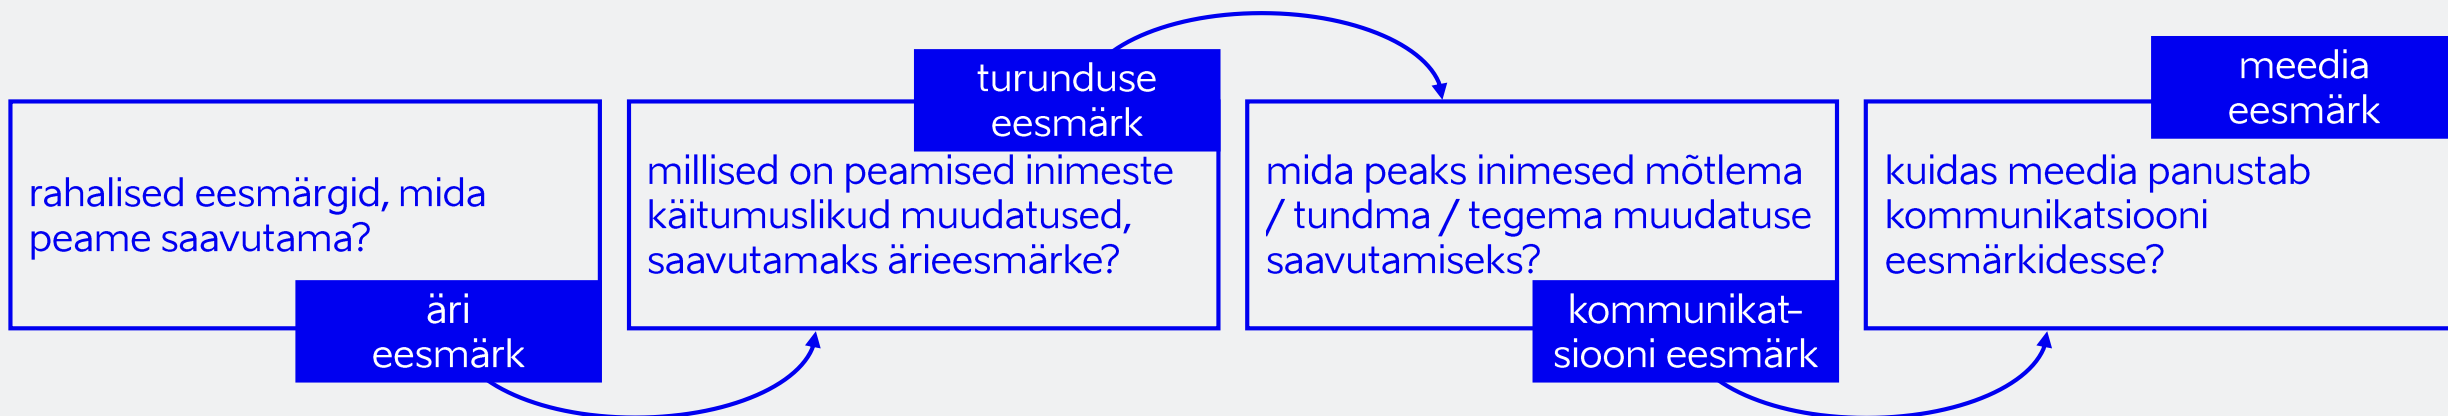 rahalised eesmärgid, mida
peame saavutama?
äri
eesmärk
turunduse
eesmärk
millised on peamised inimeste
käitumuslikud muudatused,
saavutamaks ärieesmärke?
mida peaks inimesed mõtlema
/ tundma / tegema muudatuse
saavutamiseks?
kommunikat-
siooni eesmärk
meedia
eesmärk
kuidas meedia panustab
kommunikatsiooni
eesmärkidesse?